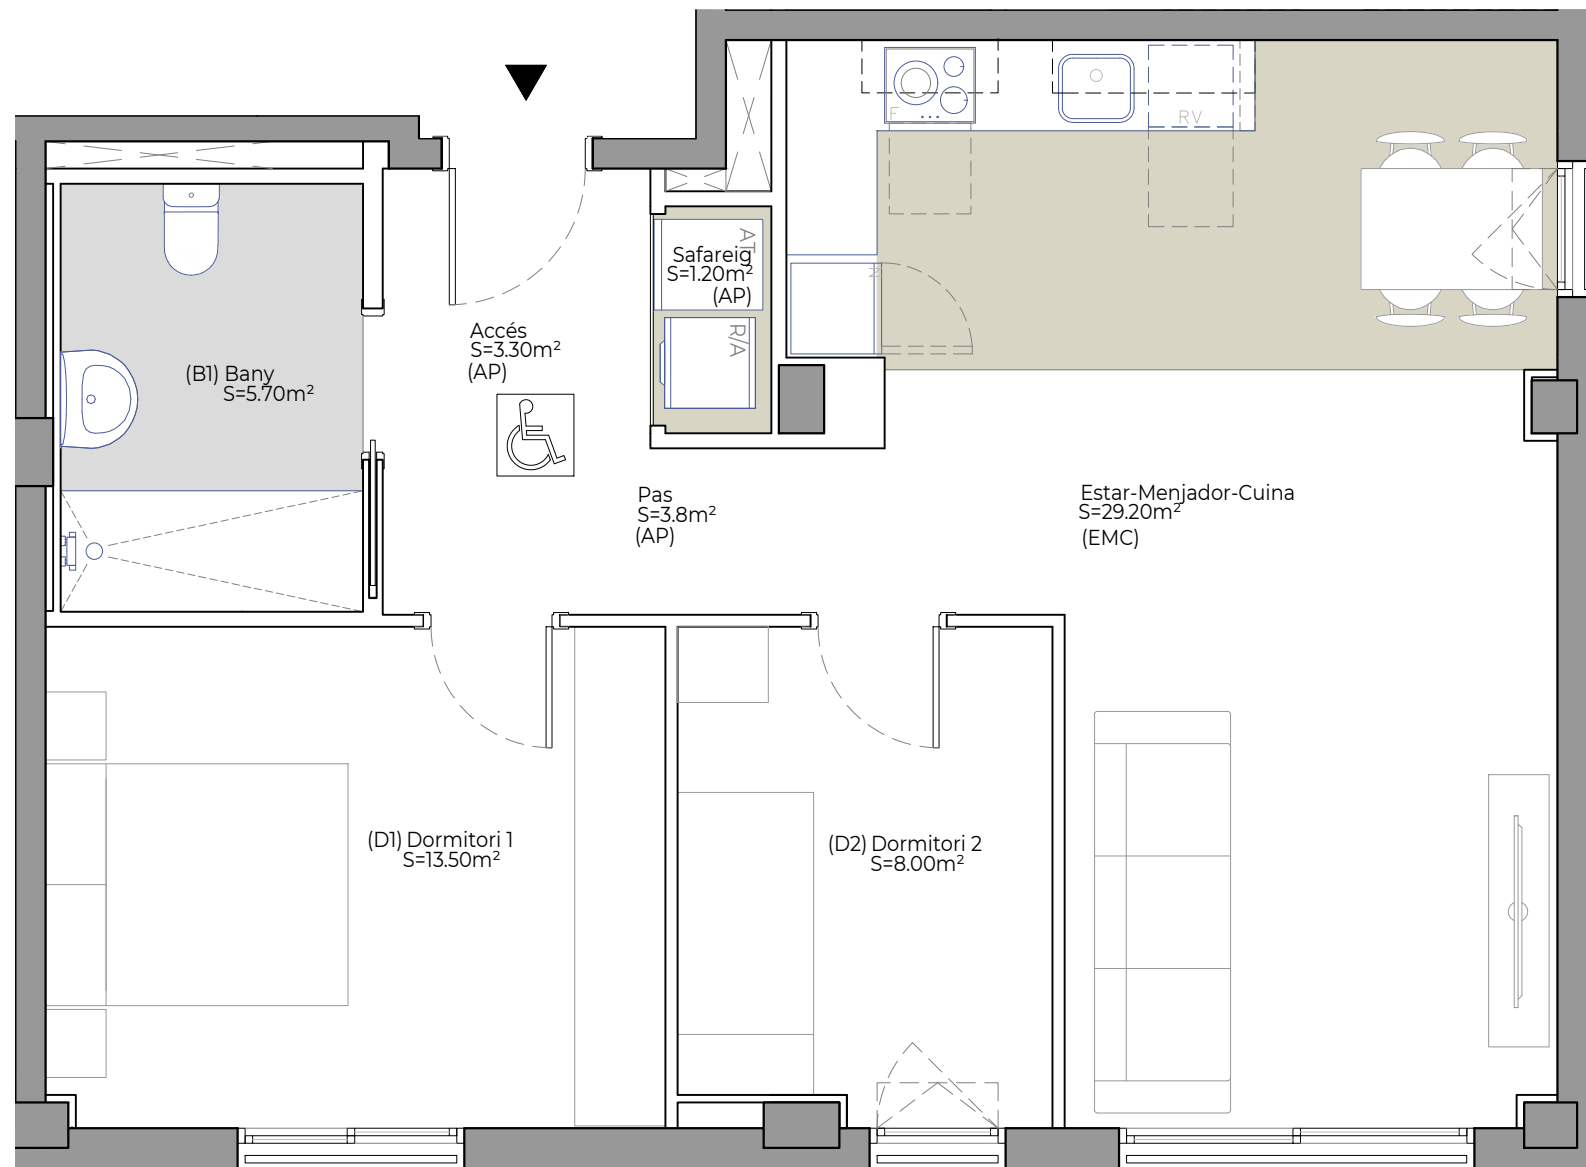 F
RV
AT
Safareig
S=1.20m²
(AP)
N
R/A
Accés
S=3.30m²
(AP)
(B1) Bany
S=5.70m²
Pas
S=3.8m²
(AP)
Estar-Menjador-Cuina
S=29.20m²
(EMC)
(D1) Dormitori 1
S=13.50m²
(D2) Dormitori 2
S=8.00m²